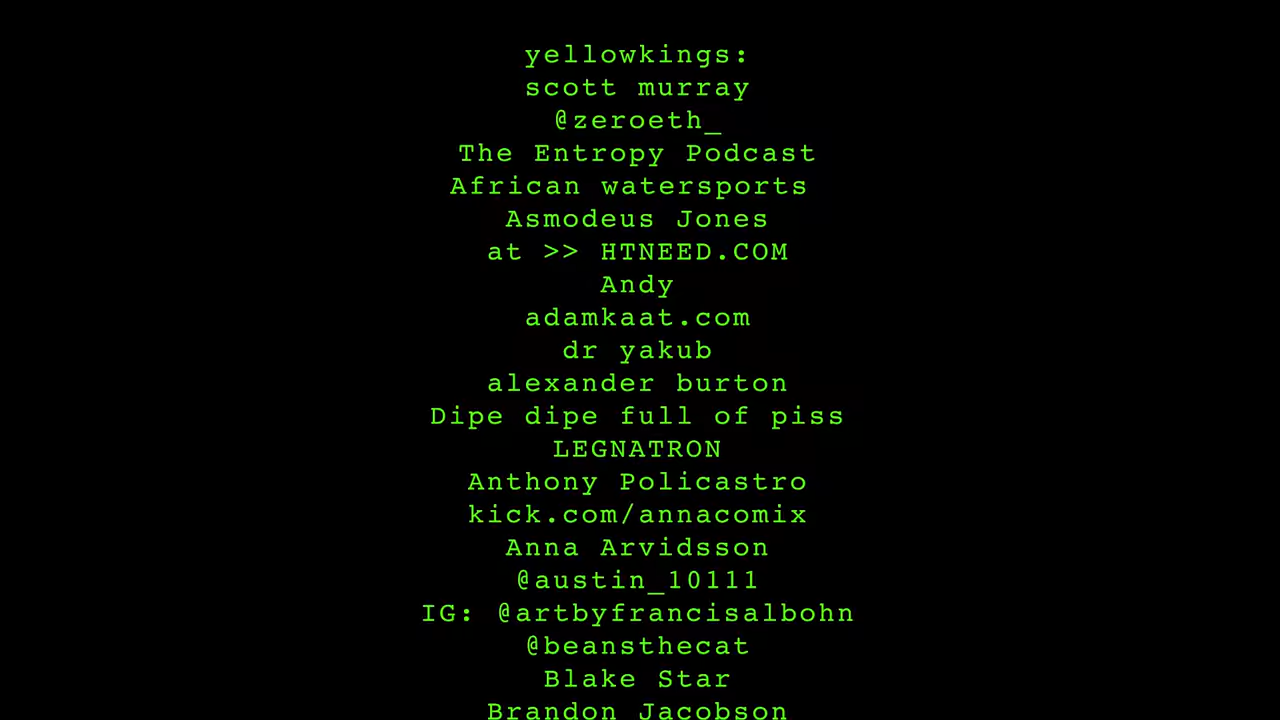 yellowkings:
scott murray
@zeroeth_
The Entropy Podcast
African watersports
Asmodeus Jones
at >> HTNEED.COM
Andy
adamkaat.com
dr yakub
alexander burton
Dipe dipe full of piss
LEGNATRON
Anthony Policastro
kick.com/annacomix
Anna Arvidsson
@austin_10111
IG: @artbyfrancisalbohn
@beansthecat
Blake Star
Brandon Jacobson